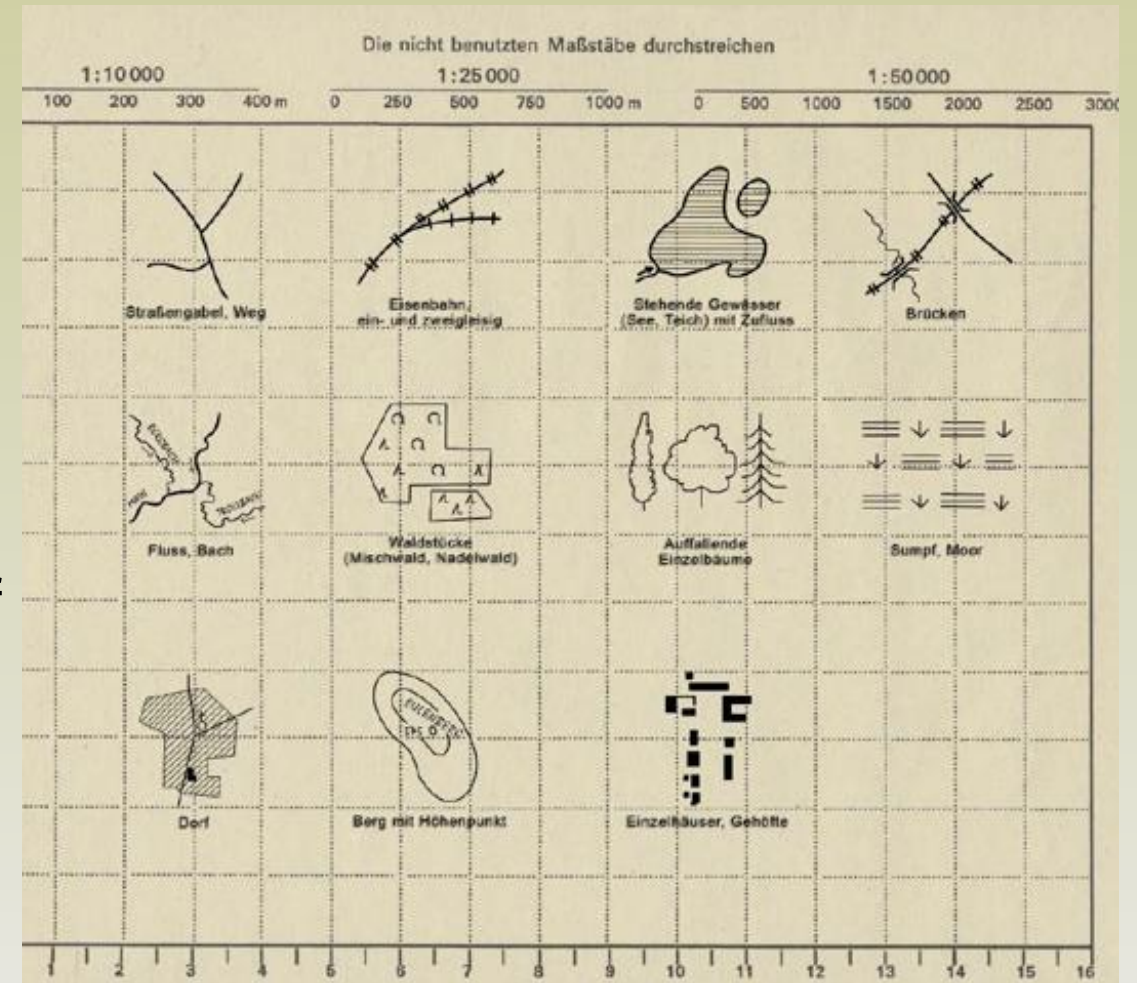 Die nicht benutzten Maßstäbe durchstreichen
1:10 000 1:25 000 1:50 000
100 200 300 400 m 0 250 500 750 1000 m 0 500 1000 1500 2000 2500 3000
Straßengabel, Weg
Eisenbahn,
ein- und zweigleisig
Stehende Gewässer
(See, Teich) mit Zufluss
Brücken
Fluss, Bach
Waldstücke
(Mischwald, Nadelwald)
Auffallende
Einzelbäume
Sumpf, Moor
EULENBERG
Dorf
Berg mit Höhenpunkt
Einzelhäuser, Gehöfte
1 2 3 4 5 6 7 8 9 10 11 12 13 14 15 16